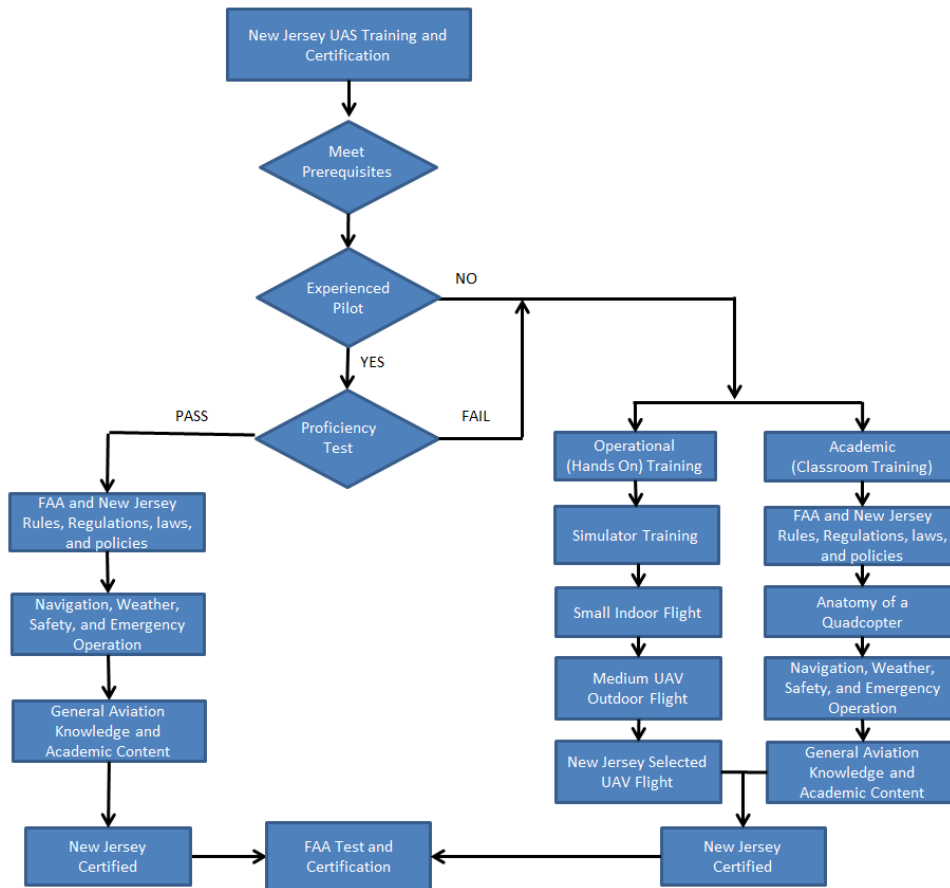 New Jersey UAS Training and
Certification
Meet
Prerequisites
Experienced
Pilot
NO
YES
Proficiency
Test
PASS
FAIL
FAA and New Jersey
Rules, Regulations, laws,
and policies
Navigation, Weather,
Safety, and Emergency
Operation
General Aviation
Knowledge and
Academic Content
New Jersey
Certified
Operational
(Hands On) Training
Simulator Training
Small Indoor Flight
Medium UAV
Outdoor Flight
New Jersey Selected
UAV Flight
Academic
(Classroom Training)
FAA and New Jersey
Rules, Regulations, laws,
and policies
Anatomy of a
Quadcopter
Navigation, Weather,
Safety, and Emergency
Operation
General Aviation
Knowledge and
Academic Content
New Jersey
Certified
FAA Test and
Certification